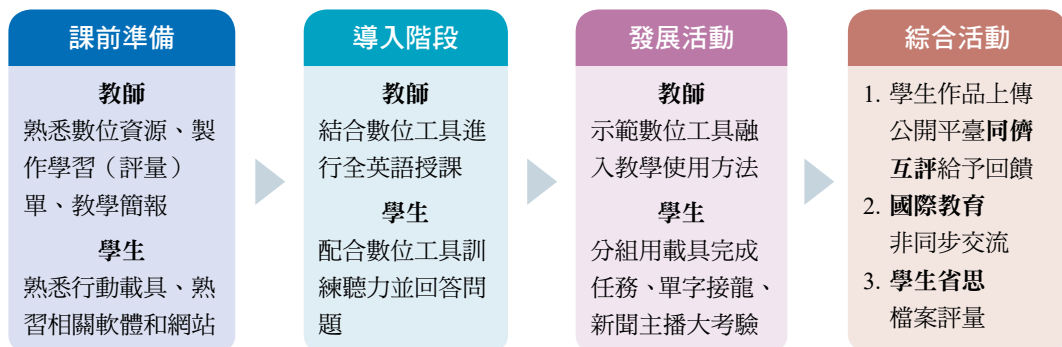 課前準備
教師
熟悉數位資源、製
作學習（評量）
單、教學簡報
學生
熟悉行動載具、熟
習相關軟體和網站
導入階段
教師
結合數位工具進
行全英語授課
學生
配合數位工具訓
練聽力並回答問
題
發展活動
教師
示範數位工具融
入教學使用方法
學生
分組用載具完成
任務、單字接龍、
新聞主播大考驗
綜合活動
1. 學生作品上傳
公開平臺同儕
互評給予回饋
2. 國際教育
非同步交流
3. 學生省思
檔案評量